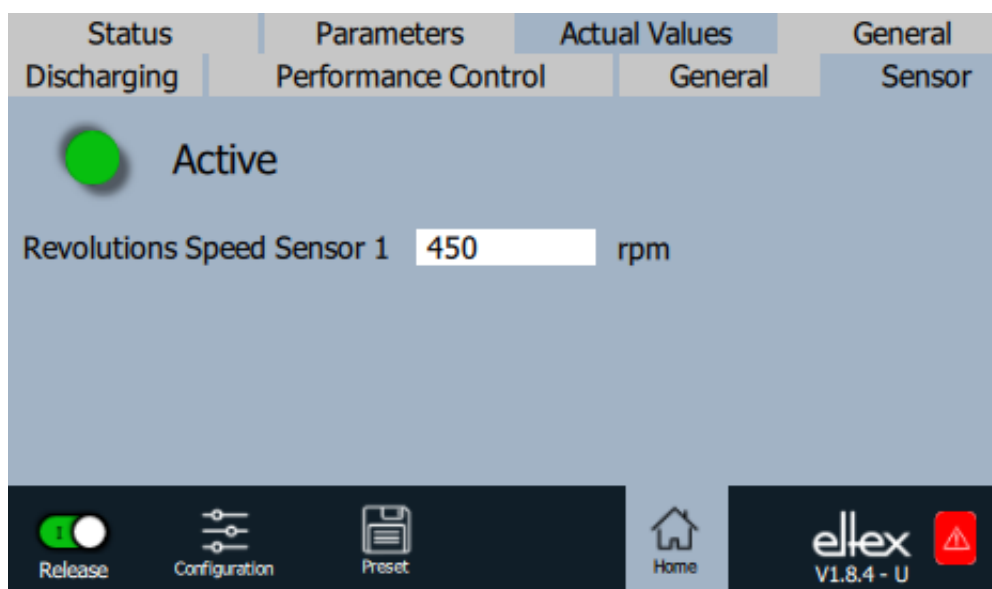 Status Parameters Actual Values General
Discharging Performance Control General Sensor
Active
Revolutions Speed Sensor 1 450 rpm
I
Release Configuration Preset Home eltex
V1.8.4 - U